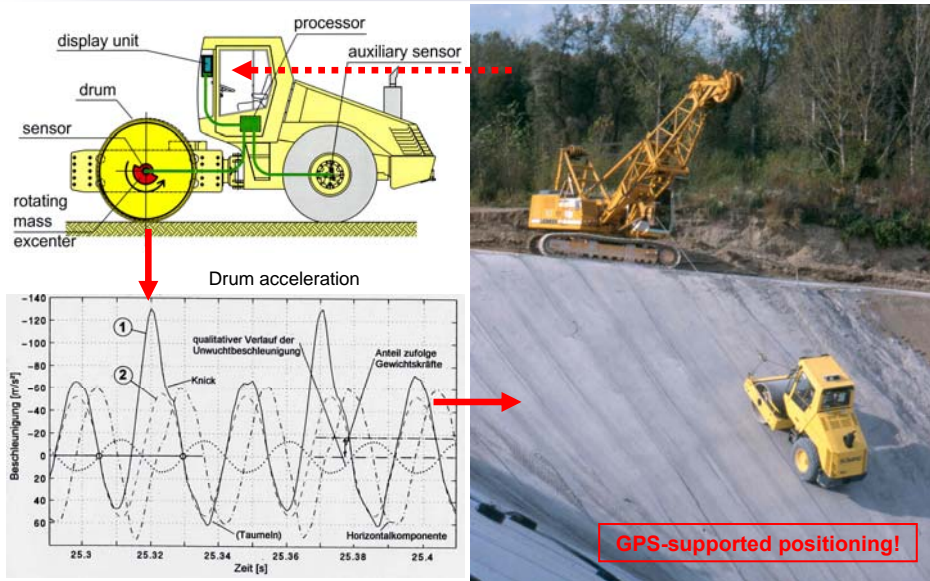 processor
display unit
auxiliary sensor
drum
sensor
rotating
mass
excenter
Drum acceleration
Beschleunigung [m/s²]
-140
-120
-100
-80
-60
-40
-20
0
20
40
60
1
2
qualitativer Verlauf der
Unwuchtbeschleunigung
Anteil zufolge
Gewichtskräfte
Knick
(Taumeln)
Horizontalkomponente
25.3
25.32
25.34
25.36
25.38
25.4
Zeit [s]
GPS-supported positioning!